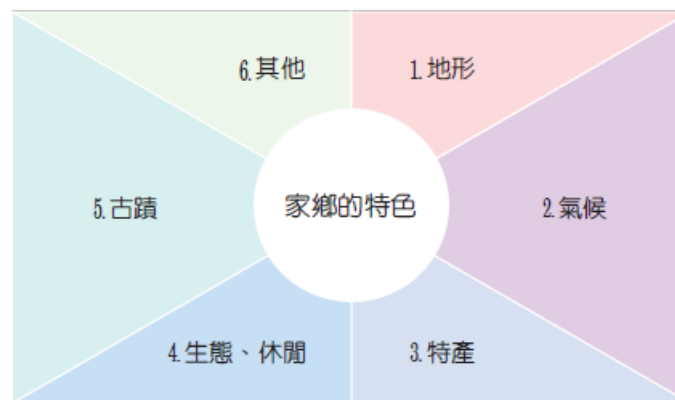 6.其他
1.地形
家鄉的特色
5.古蹟
2.氣候
4.生態、休閒
3.特產